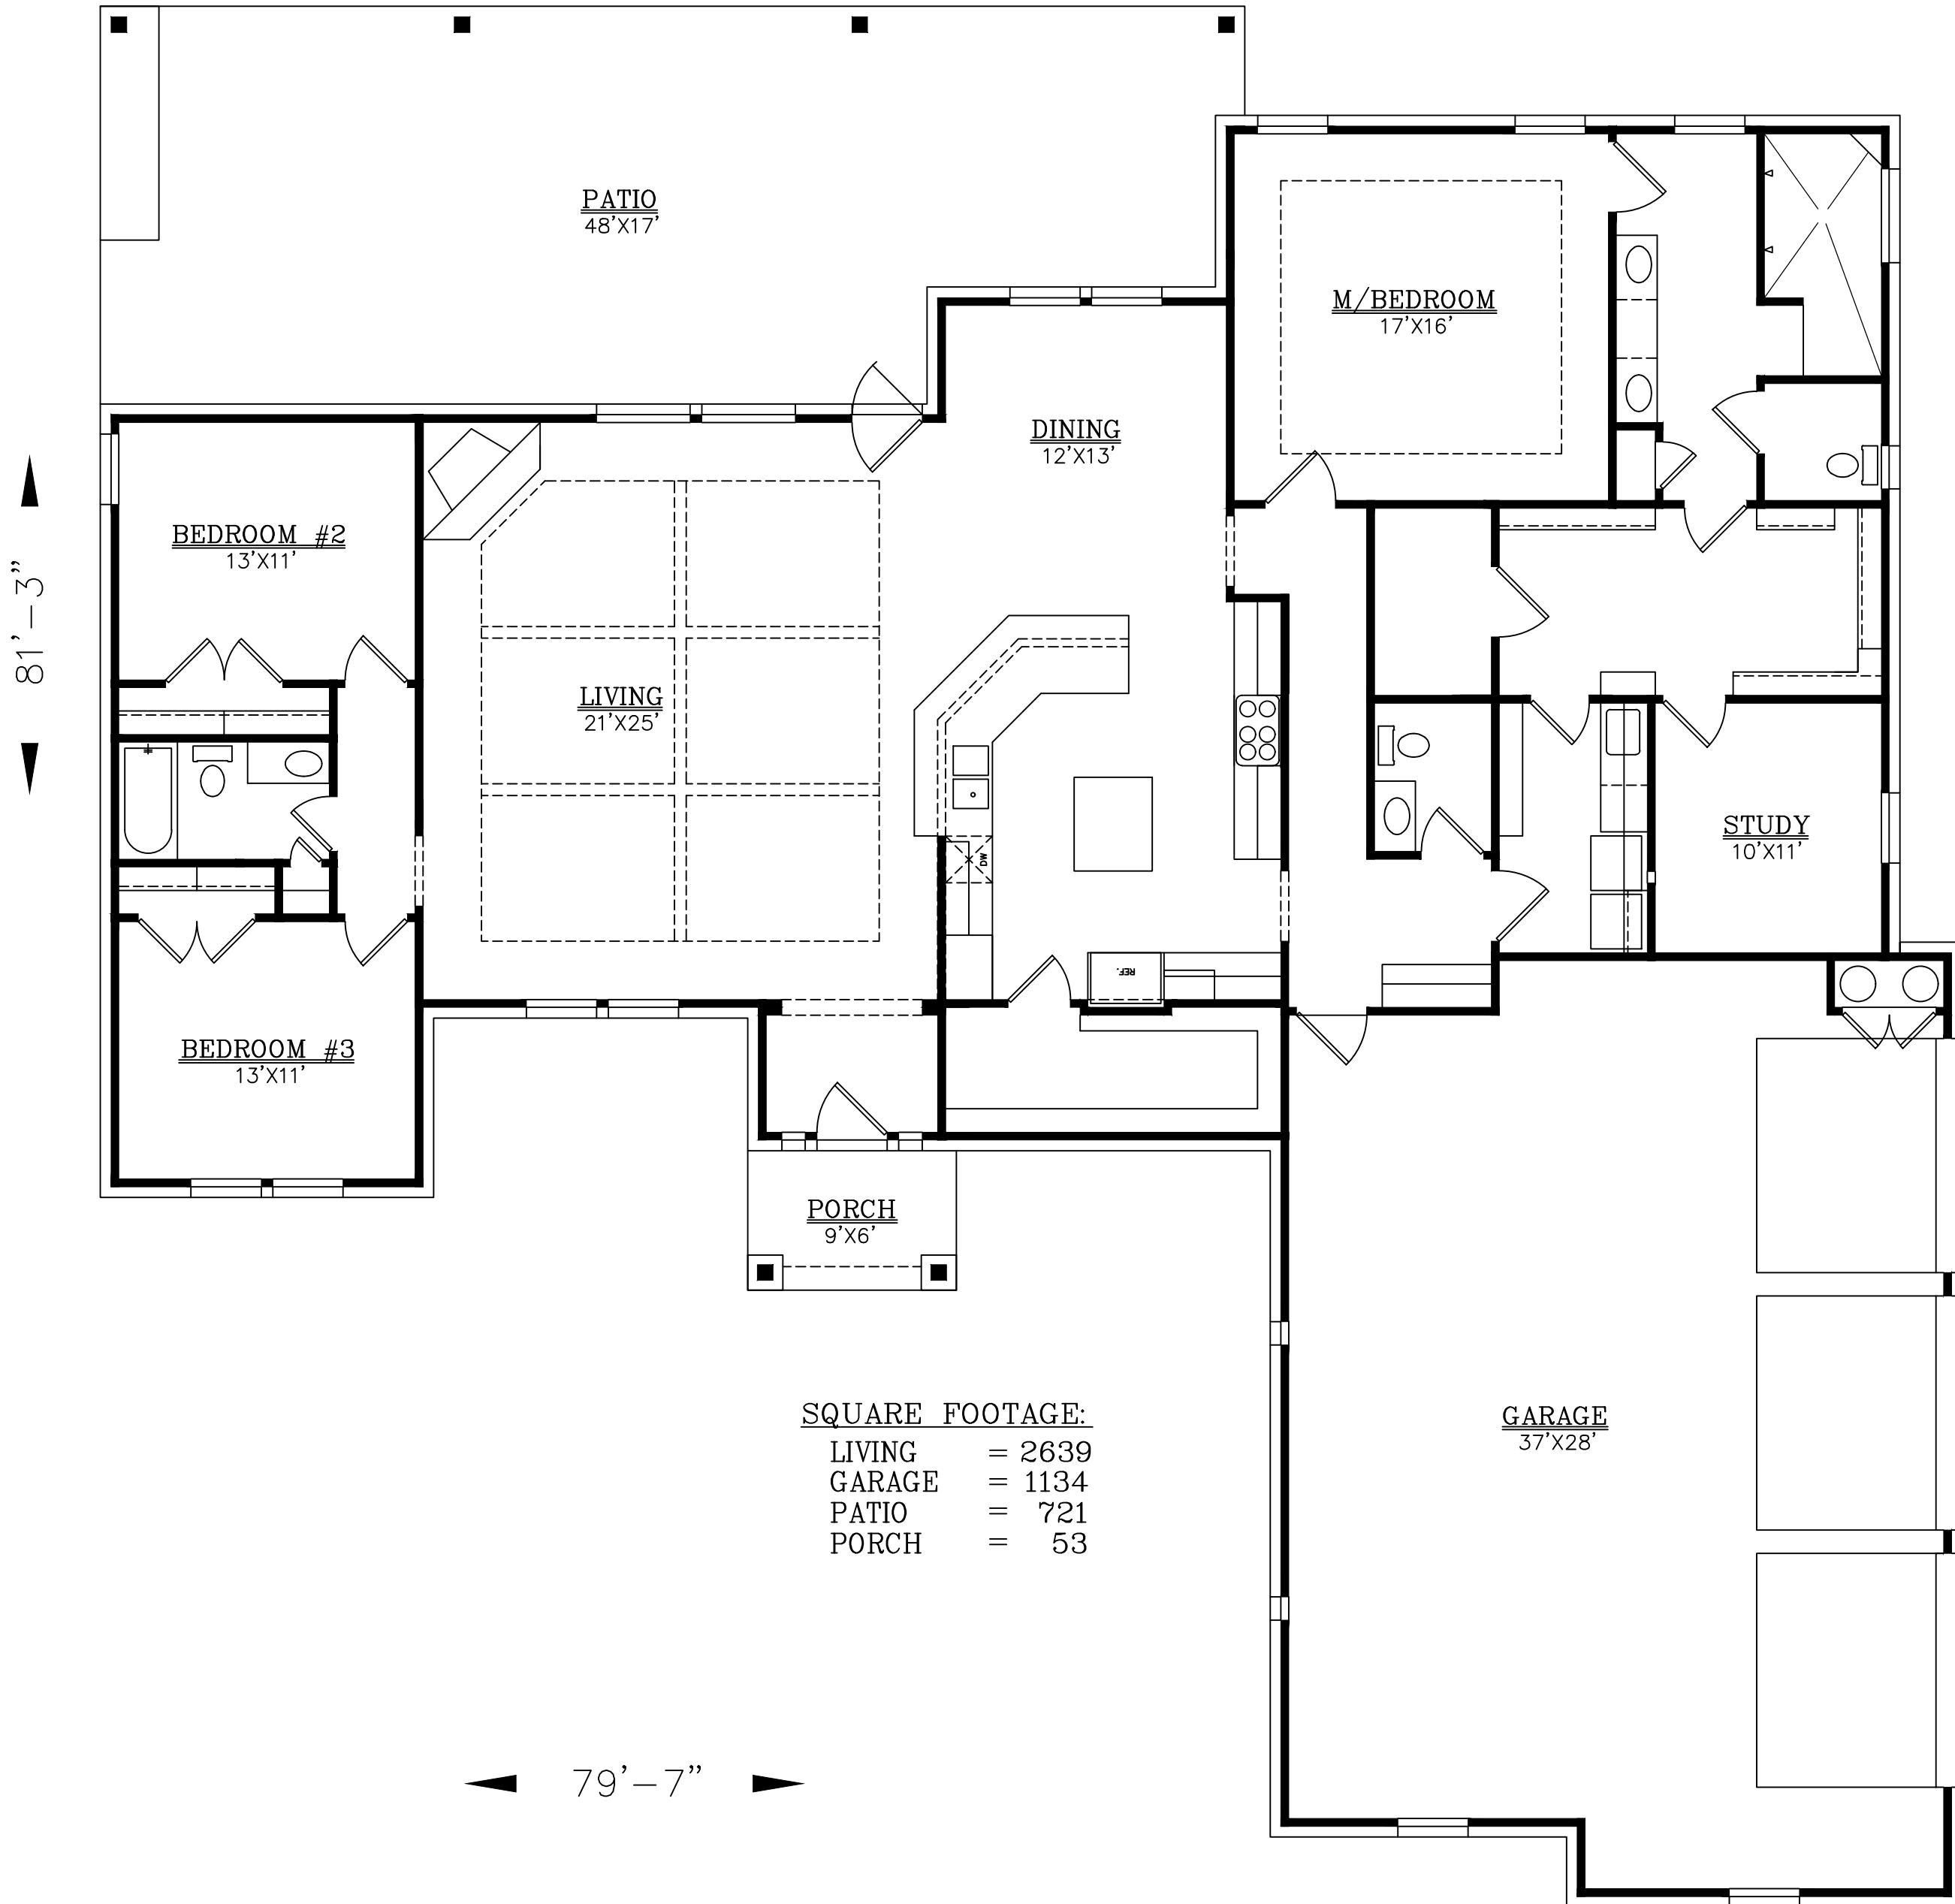 PATIO
48'X17'
M/BEDROOM
17'X16'
DINING
12'X13'
BEDROOM #2
13'X11'
81'-3"
LIVING
21'X25'
STUDY
10'X11'
DW
REF.
BEDROOM #3
13'X11'
PORCH
9'X6'
SQUARE FOOTAGE:
LIVING = 2639
GARAGE = 1134
PATIO = 721
PORCH = 53
GARAGE
37'X28'
79'-7"